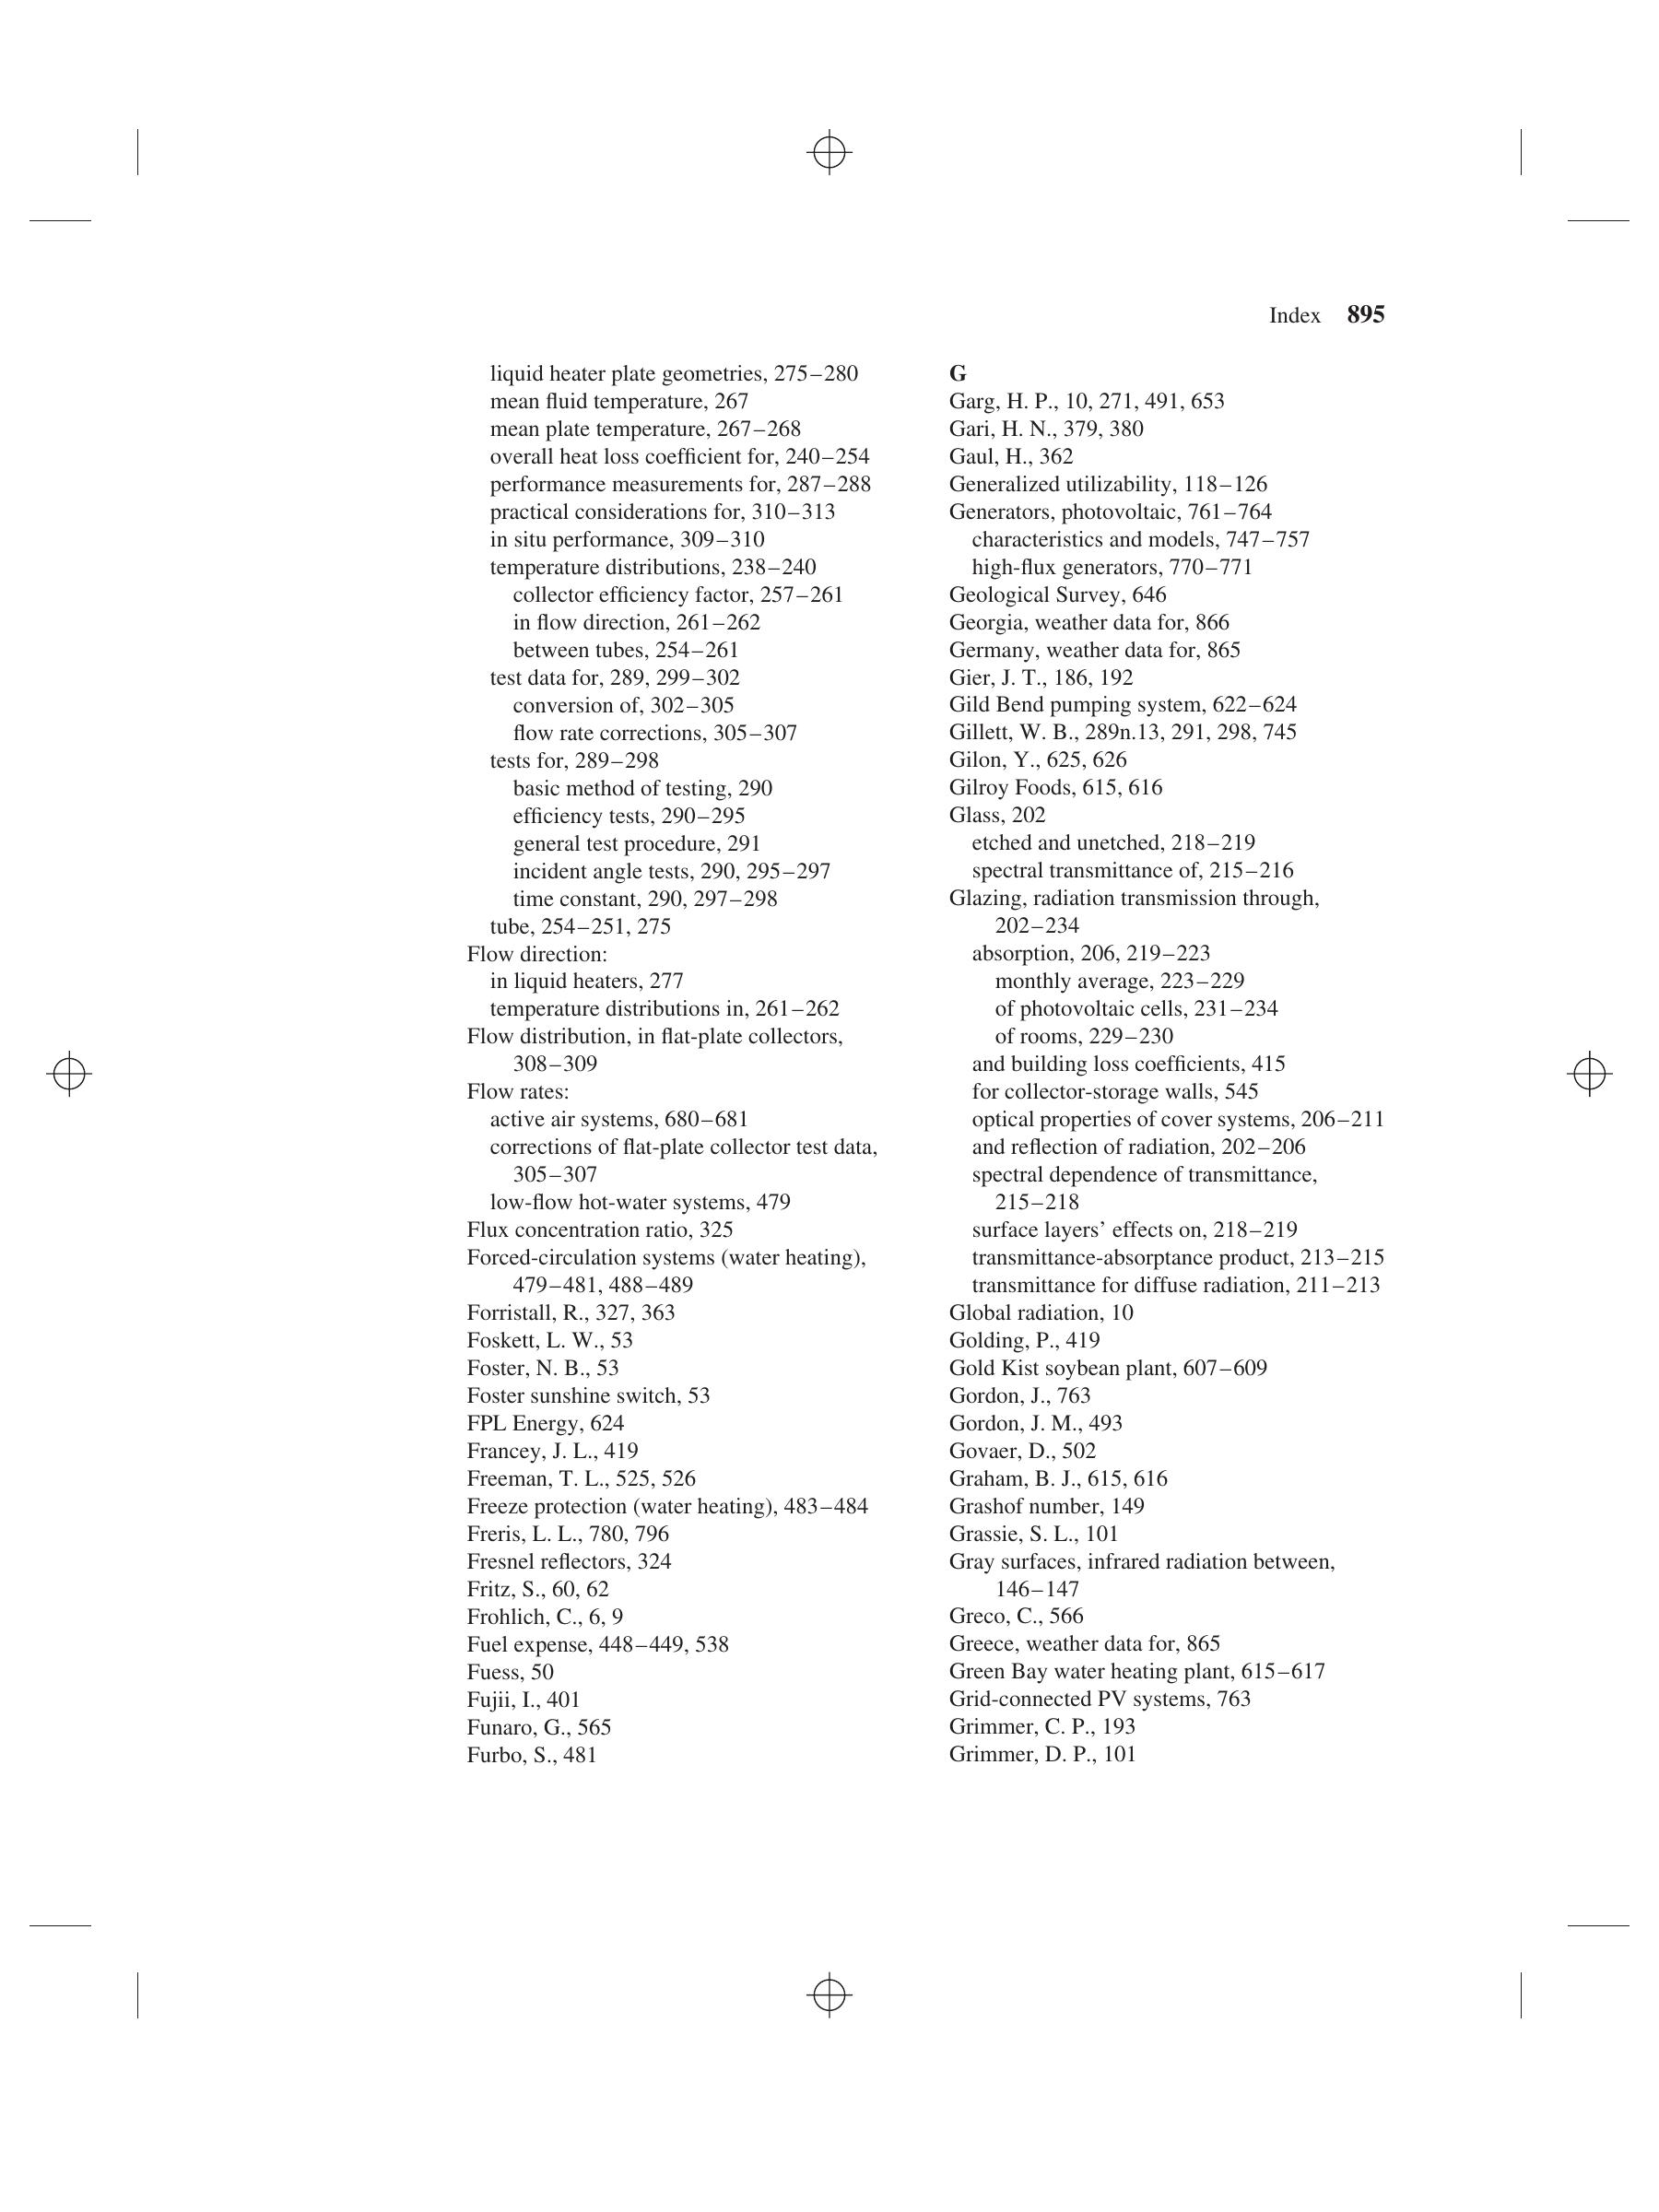 Index 895
liquid heater plate geometries, 275–280
mean fluid temperature, 267
mean plate temperature, 267–268
overall heat loss coefficient for, 240–254
performance measurements for, 287–288
practical considerations for, 310–313
in situ performance, 309–310
temperature distributions, 238–240
collector efficiency factor, 257–261
in flow direction, 261–262
between tubes, 254–261
test data for, 289, 299–302
conversion of, 302–305
flow rate corrections, 305–307
tests for, 289–298
basic method of testing, 290
efficiency tests, 290–295
general test procedure, 291
incident angle tests, 290, 295–297
time constant, 290, 297–298
tube, 254–251, 275
Flow direction:
in liquid heaters, 277
temperature distributions in, 261–262
Flow distribution, in flat-plate collectors,
308–309
Flow rates:
active air systems, 680–681
corrections of flat-plate collector test data,
305–307
low-flow hot-water systems, 479
Flux concentration ratio, 325
Forced-circulation systems (water heating),
479–481, 488–489
Forristall, R., 327, 363
Foskett, L. W., 53
Foster, N. B., 53
Foster sunshine switch, 53
FPL Energy, 624
Francey, J. L., 419
Freeman, T. L., 525, 526
Freeze protection (water heating), 483–484
Freris, L. L., 780, 796
Fresnel reflectors, 324
Fritz, S., 60, 62
Frohlich, C., 6, 9
Fuel expense, 448–449, 538
Fuess, 50
Fujii, I., 401
Funaro, G., 565
Furbo, S., 481
G
Garg, H. P., 10, 271, 491, 653
Gari, H. N., 379, 380
Gaul, H., 362
Generalized utilizability, 118–126
Generators, photovoltaic, 761–764
characteristics and models, 747–757
high-flux generators, 770–771
Geological Survey, 646
Georgia, weather data for, 866
Germany, weather data for, 865
Gier, J. T., 186, 192
Gild Bend pumping system, 622–624
Gillett, W. B., 289n.13, 291, 298, 745
Gilon, Y., 625, 626
Gilroy Foods, 615, 616
Glass, 202
etched and unetched, 218–219
spectral transmittance of, 215–216
Glazing, radiation transmission through,
202–234
absorption, 206, 219–223
monthly average, 223–229
of photovoltaic cells, 231–234
of rooms, 229–230
and building loss coefficients, 415
for collector-storage walls, 545
optical properties of cover systems, 206–211
and reflection of radiation, 202–206
spectral dependence of transmittance,
215–218
surface layers’ effects on, 218–219
transmittance-absorptance product, 213–215
transmittance for diffuse radiation, 211–213
Global radiation, 10
Golding, P., 419
Gold Kist soybean plant, 607–609
Gordon, J., 763
Gordon, J. M., 493
Govaer, D., 502
Graham, B. J., 615, 616
Grashof number, 149
Grassie, S. L., 101
Gray surfaces, infrared radiation between,
146–147
Greco, C., 566
Greece, weather data for, 865
Green Bay water heating plant, 615–617
Grid-connected PV systems, 763
Grimmer, C. P., 193
Grimmer, D. P., 101